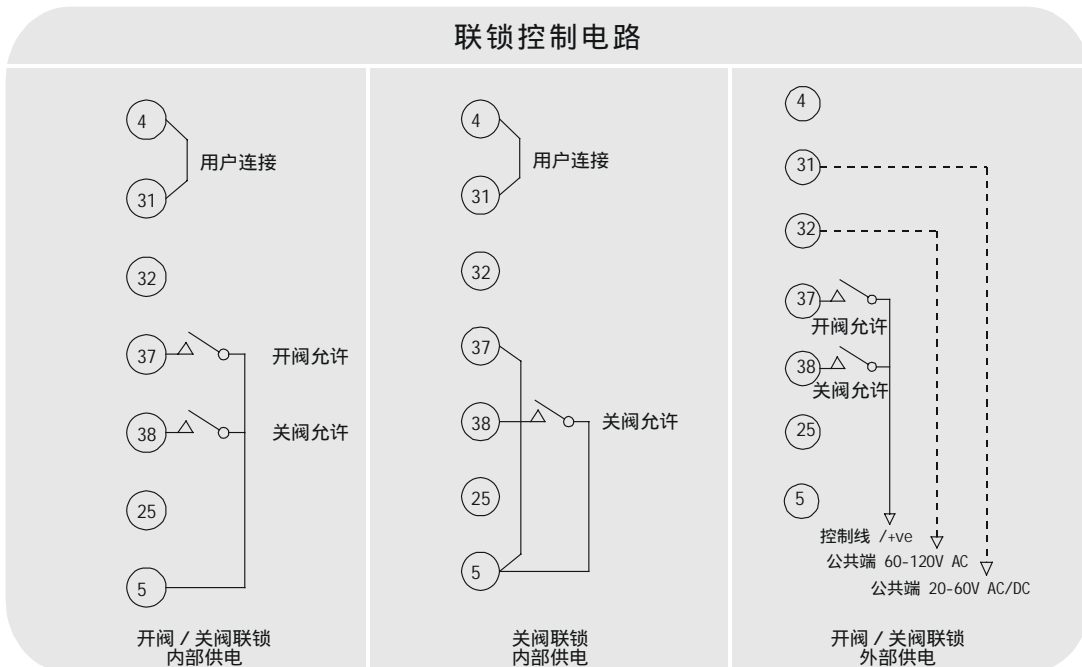 联锁控制电路
4
用户连接
31
32
37
开阀允许
38
关阀允许
25
5
开阀 / 关阀联锁
内部供电
4
用户连接
31
32
37
38
关阀允许
25
5
关阀联锁
内部供电
4
31
32
37
开阀允许
38
关阀允许
25
5
控制线 /+ve
公共端 60-120V AC
公共端 20-60V AC/DC
开阀 / 关阀联锁
外部供电